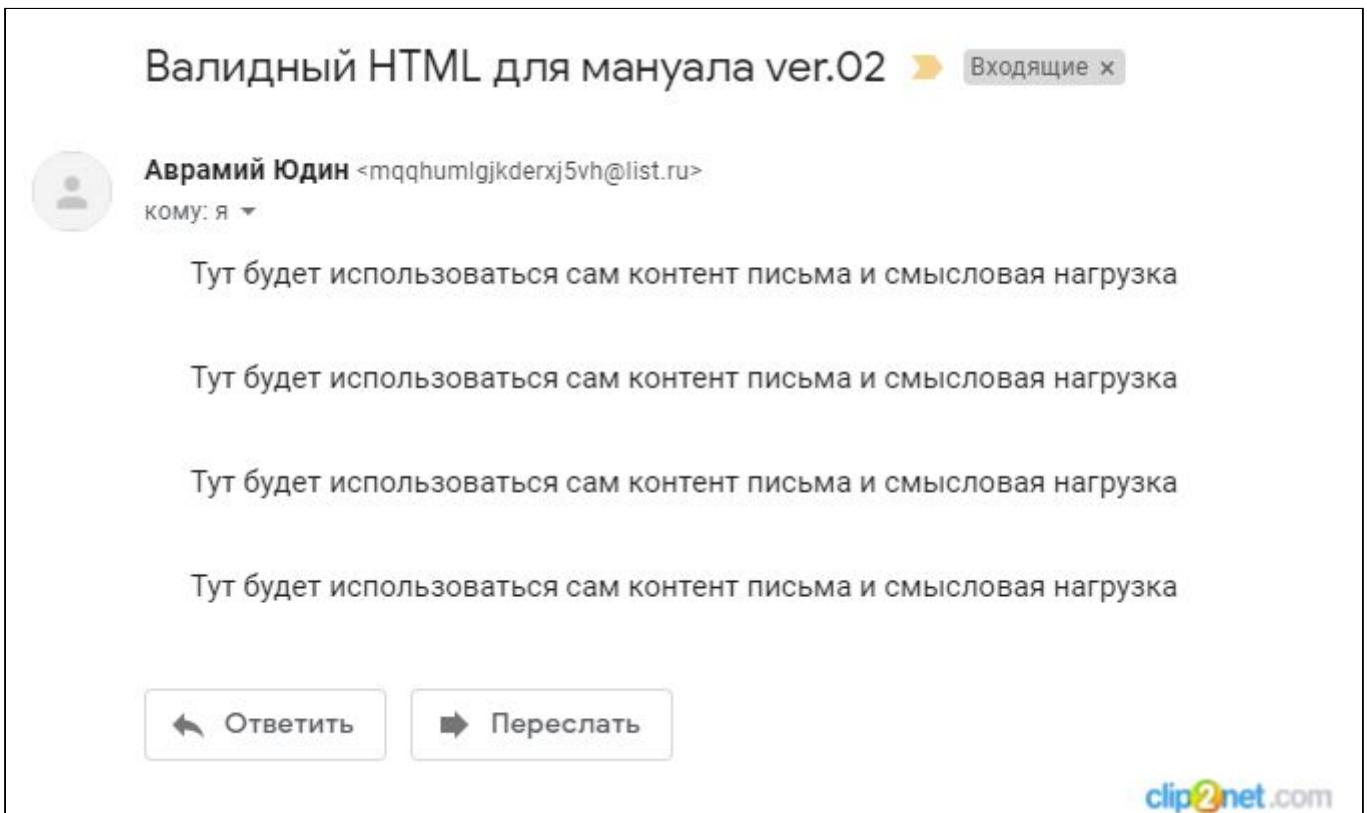 Валидный HTML для мануала ver.02 Входящие x
Аврамий Юдин <mqqhumlgjkderxj5vh@list.ru>
кому: я
Тут будет использоваться сам контент письма и смысловая нагрузка
Тут будет использоваться сам контент письма и смысловая нагрузка
Тут будет использоваться сам контент письма и смысловая нагрузка
Тут будет использоваться сам контент письма и смысловая нагрузка
Ответить Переслать
clip2net.com